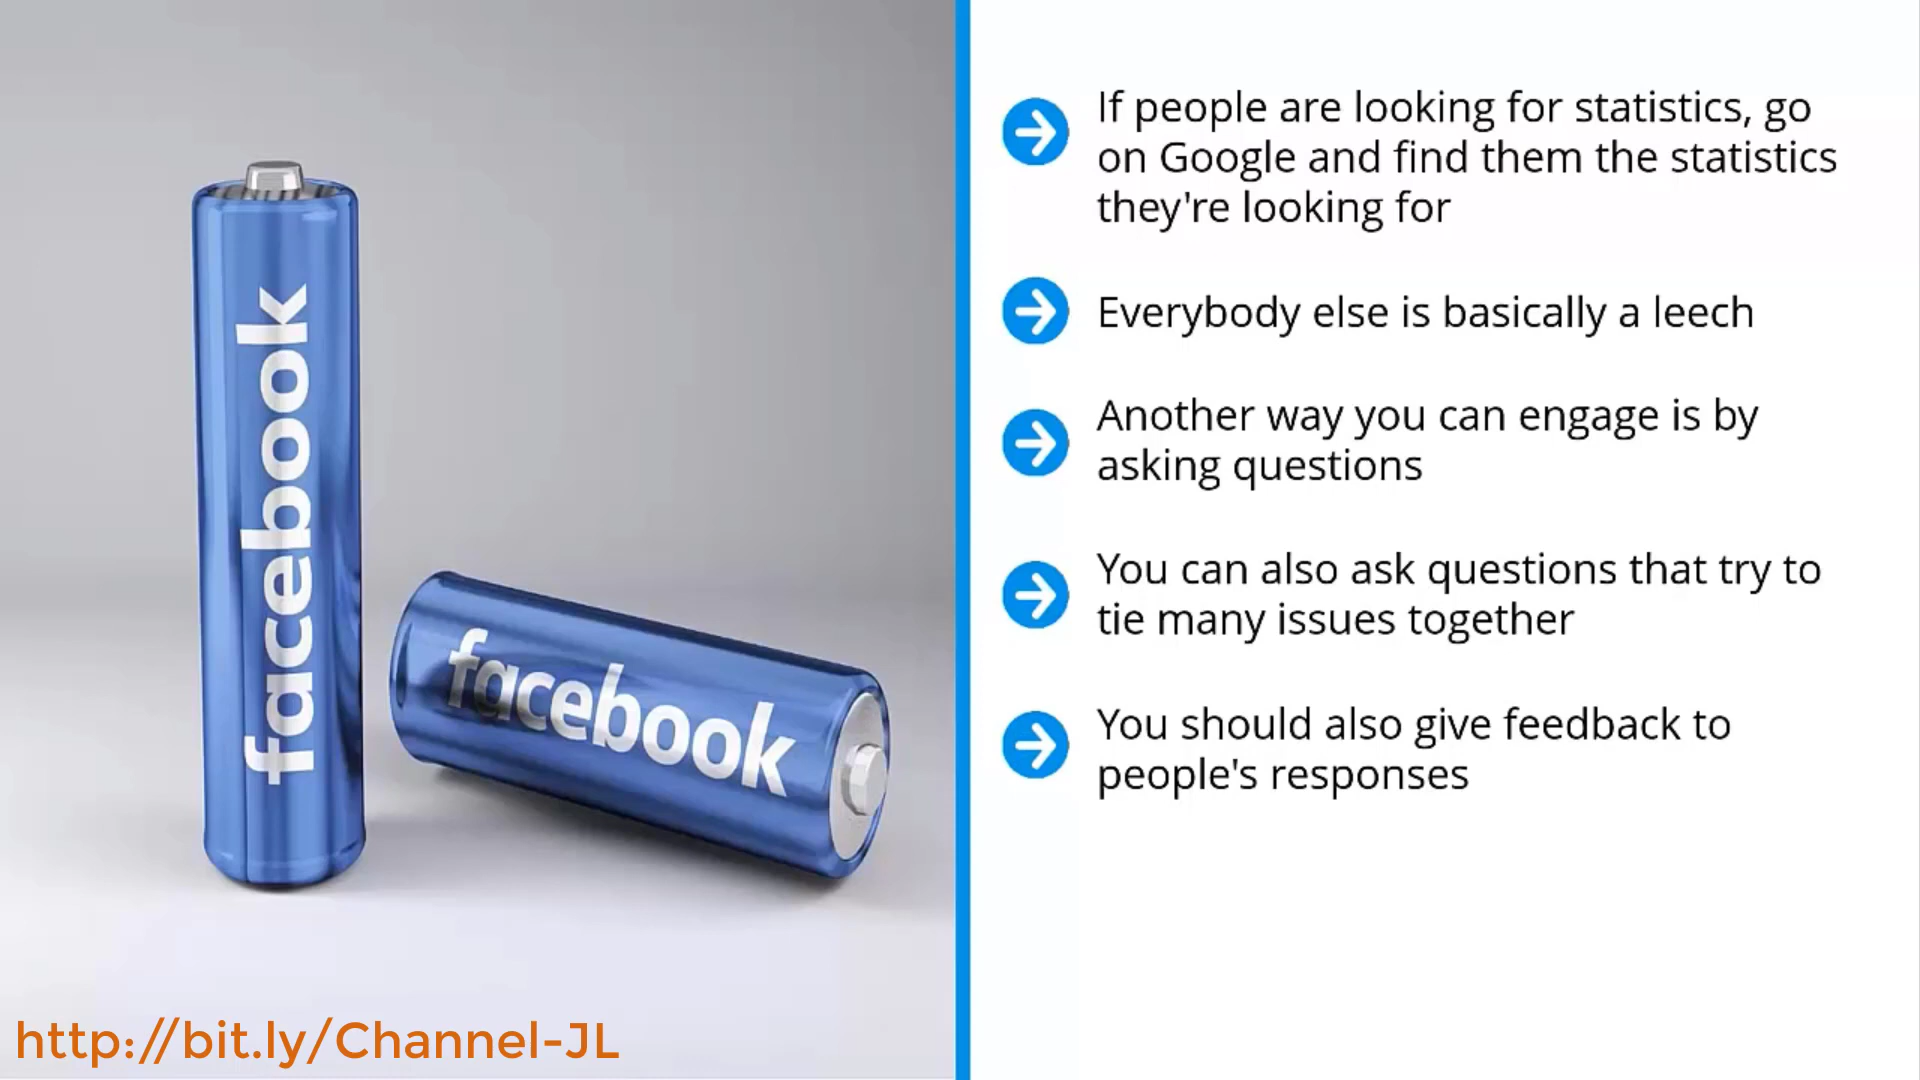 facebook
facebook
If people are looking for statistics, go
on Google and find them the statistics
they're looking for
Everybody else is basically a leech
Another way you can engage is by
asking questions
You can also ask questions that try to
tie many issues together
You should also give feedback to
people's responses
http://bit.ly/Channel-JL